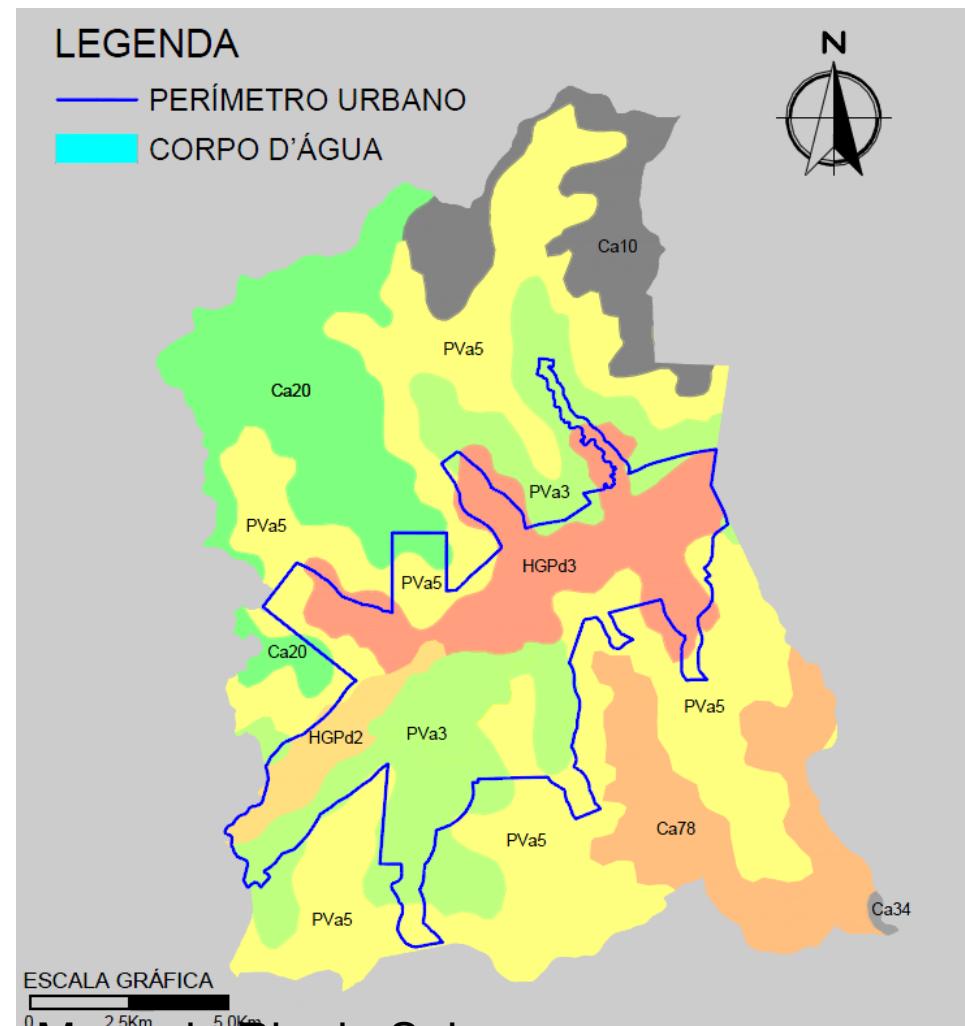 LEGENDA
N
PERÍMETRO URBANO
CORPO D'ÁGUA
Ca10
PVa5
Ca20
PVa3
PVa5
HGPd3
PVa5
Ca20
PVa5
HGPd2
PVa3
Ca78
PVa5
PVa5
Ca34
ESCALA GRÁFICA
0 2.5Km 5.0Km